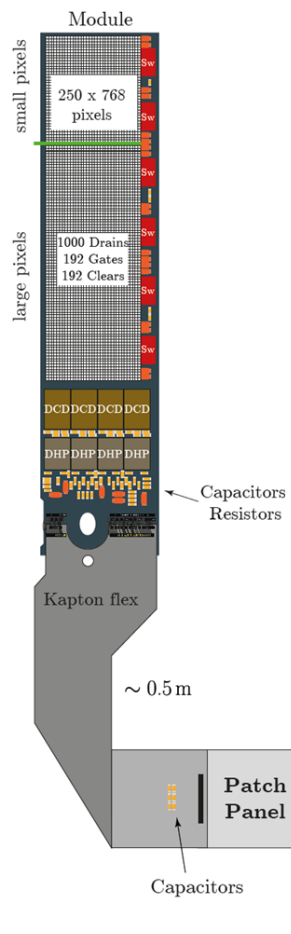 Module
small pixels
250 x 768
pixels
Sw
Sw
large pixels
1000 Drains
192 Gates
192 Clears
Sw
Sw
Sw
Sw
DCD DCD DCD DCD
DHP DHP DHP DHP
Capacitors
Resistors
Kapton flex
~ 0.5 m
Patch
Panel
Capacitors